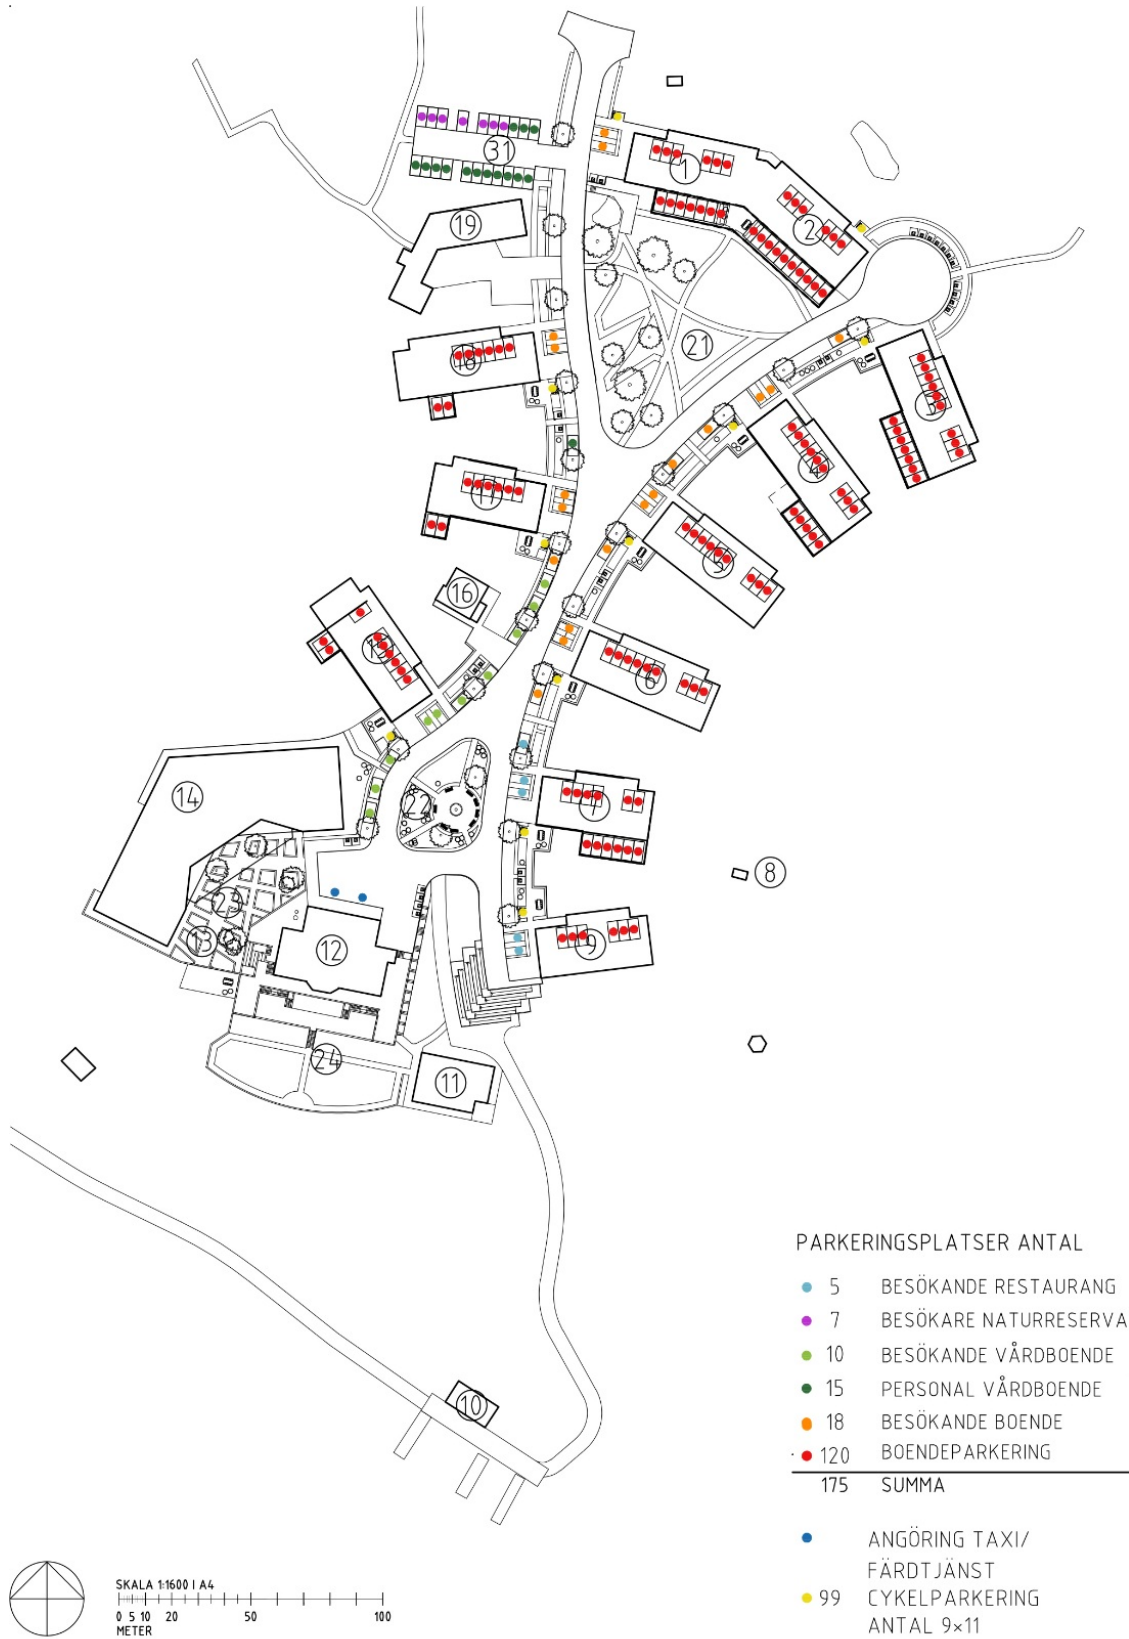 31
1
2
19
21
18
17
4
5
16
6
14
22
7
8
13
12
9
24
11
10
PARKERINGSPLATSER ANTAL
5 BESÖKANDE RESTAURANG
7 BESÖKARE NATURRESERVA
10 BESÖKANDE VÅRDBOENDE
15 PERSONAL VÅRDBOENDE
18 BESÖKANDE BOENDE
120 BOENDEPARKERING
175 SUMMA
ANGÖRING TAXI/
FÄRDTJÄNST
99 CYKELPARKERING
ANTAL 9×11
SKALA 1:1600 I A4
0 5 10 20 50 100
METER